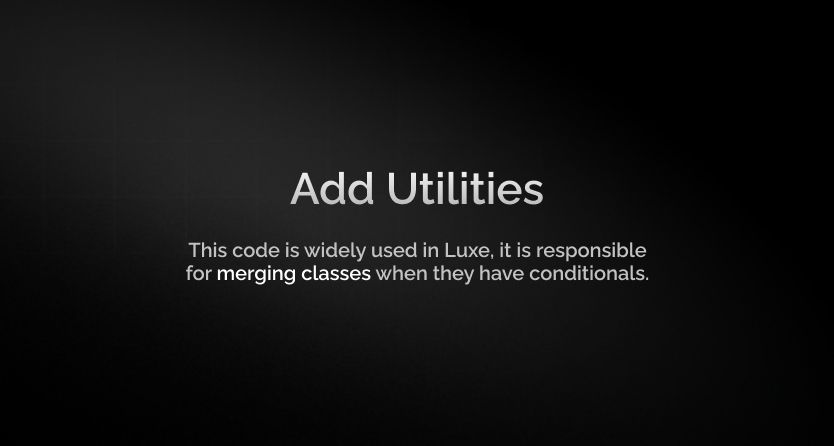 Add Utilities
This code is widely used in Luxe, it is responsible
for merging classes when they have conditionals.